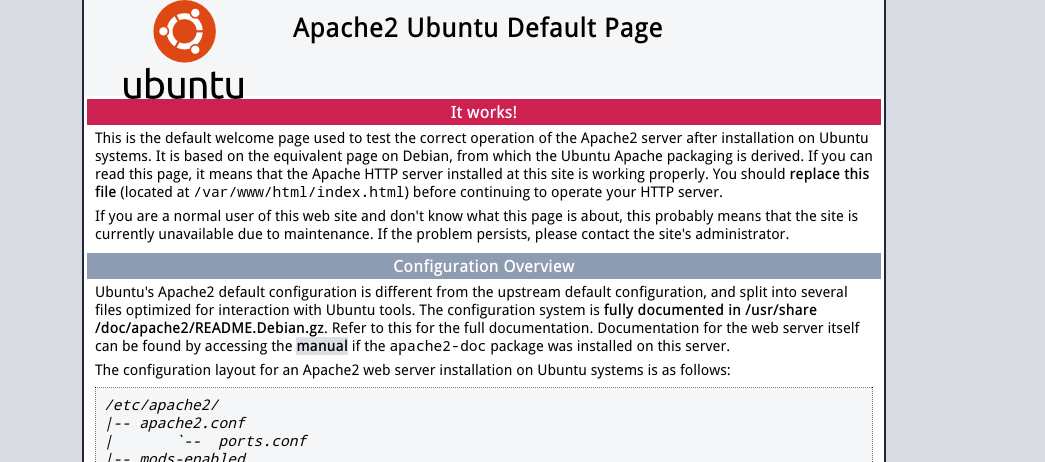 Apache2 Ubuntu Default Page
ubuntu
It works!
This is the default welcome page used to test the correct operation of the Apache2 server after installation on Ubuntu
systems. It is based on the equivalent page on Debian, from which the Ubuntu Apache packaging is derived. If you can
read this page, it means that the Apache HTTP server installed at this site is working properly. You should replace this
file (located at /var/www/html/index.html) before continuing to operate your HTTP server.
If you are a normal user of this web site and don't know what this page is about, this probably means that the site is
currently unavailable due to maintenance. If the problem persists, please contact the site's administrator.
Configuration Overview
Ubuntu's Apache2 default configuration is different from the upstream default configuration, and split into several
files optimized for interaction with Ubuntu tools. The configuration system is fully documented in /usr/share
/doc/apache2/README.Debian.gz. Refer to this for the full documentation. Documentation for the web server itself
can be found by accessing the manual if the apache2-doc package was installed on this server.
The configuration layout for an Apache2 web server installation on Ubuntu systems is as follows:
/etc/apache2/
|-- apache2.conf
|       `--  ports.conf
|-- mods-enabled